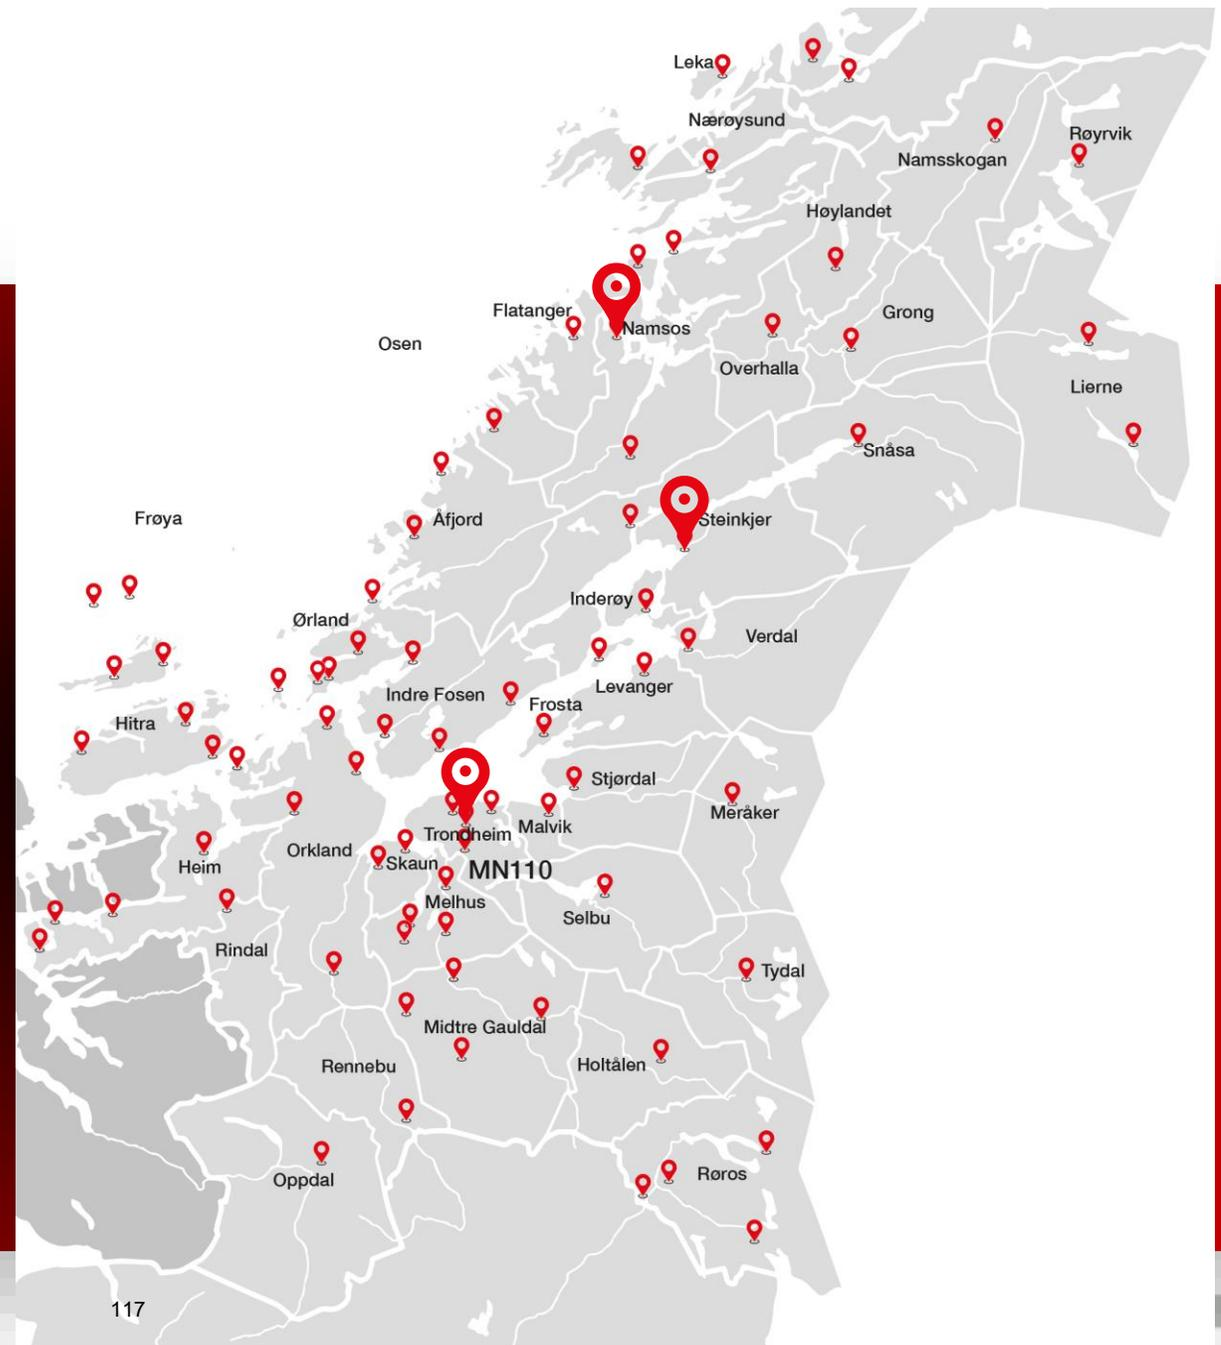 Leka
Nærøysund
Røyrvik
Namsskogan
Høylandet
Flatanger
Grong
Namsos
Osen
Overhalla
Lierne
Snåsa
Frøya
Åfjord
Steinkjer
Inderøy
Ørland
Verdal
Levanger
Indre Fosen
Frosta
Hitra
Stjørdal
Meråker
Malvik
Trondheim
Orkland
Skaun
Heim
MN110
Melhus
Selbu
Rindal
Tydal
Midtre Gauldal
Rennebu
Holtålen
Røros
Oppdal
117